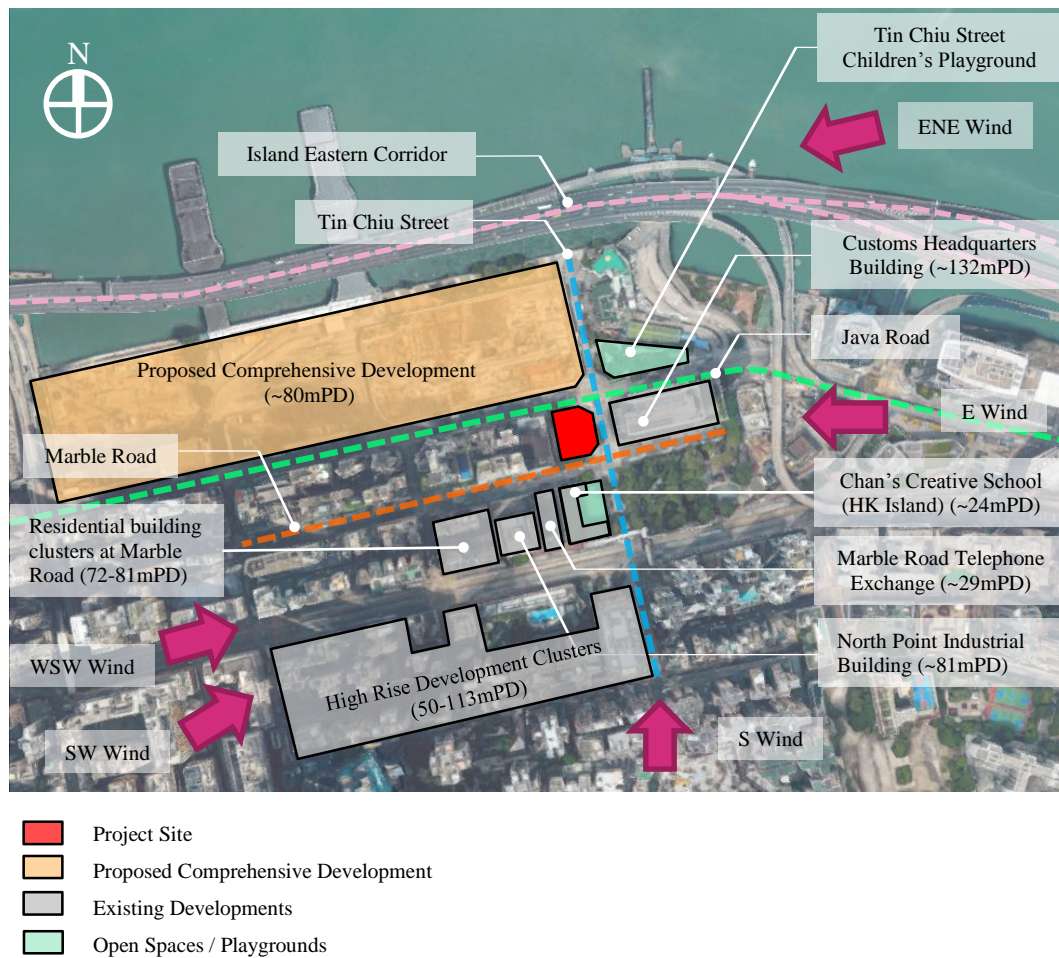 N
Tin Chiu Street
Children's Playground
ENE Wind
Island Eastern Corridor
Tin Chiu Street
Customs Headquarters
Building (~132mPD)
Java Road
Proposed Comprehensive Development
(~80mPD)
E Wind
Marble Road
Chan's Creative School
(HK Island) (~24mPD)
Residential building
clusters at Marble
Road (72-81mPD)
Marble Road Telephone
Exchange (~29mPD)
North Point Industrial
Building (~81mPD)
WSW Wind
High Rise Development Clusters
(50-113mPD)
SW Wind
S Wind
Project Site
Proposed Comprehensive Development
Existing Developments
Open Spaces / Playgrounds